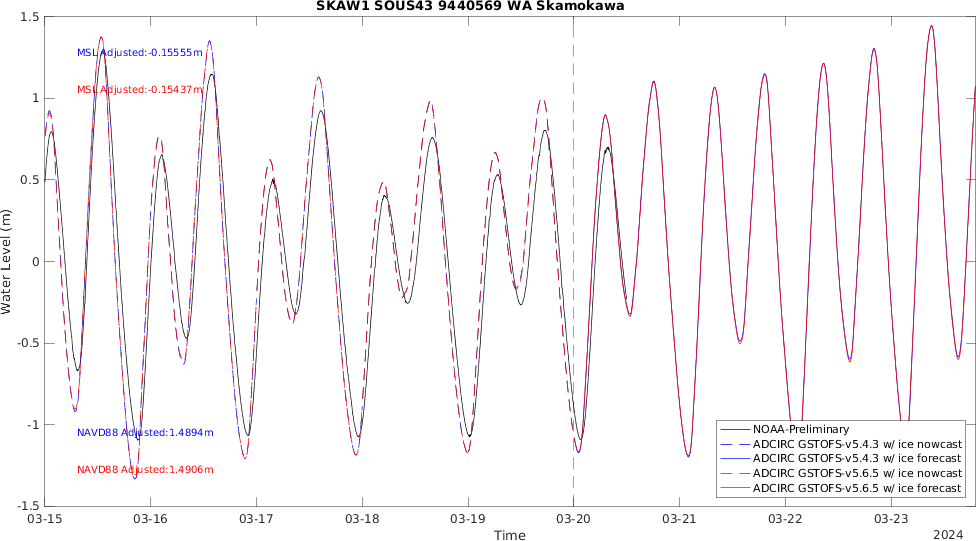 SKAW1 SOUS43 9440569 WA Skamokawa
1.5
1
0.5
0
-0.5
-1
-1.5
Water Level (m)
MSL Adjusted:-0.15555m
MSL Adjusted:-0.15437m
NAVD88 Adjusted:1.4894m
NAVD88 Adjusted:1.4906m
NOAA-Preliminary
ADCIRC GSTOFS-v5.4.3 w/ ice nowcast
ADCIRC GSTOFS-v5.4.3 w/ ice forecast
ADCIRC GSTOFS-v5.6.5 w/ ice nowcast
ADCIRC GSTOFS-v5.6.5 w/ ice forecast
03-15 03-16 03-17 03-18 03-19 03-20 03-21 03-22 03-23
Time
2024